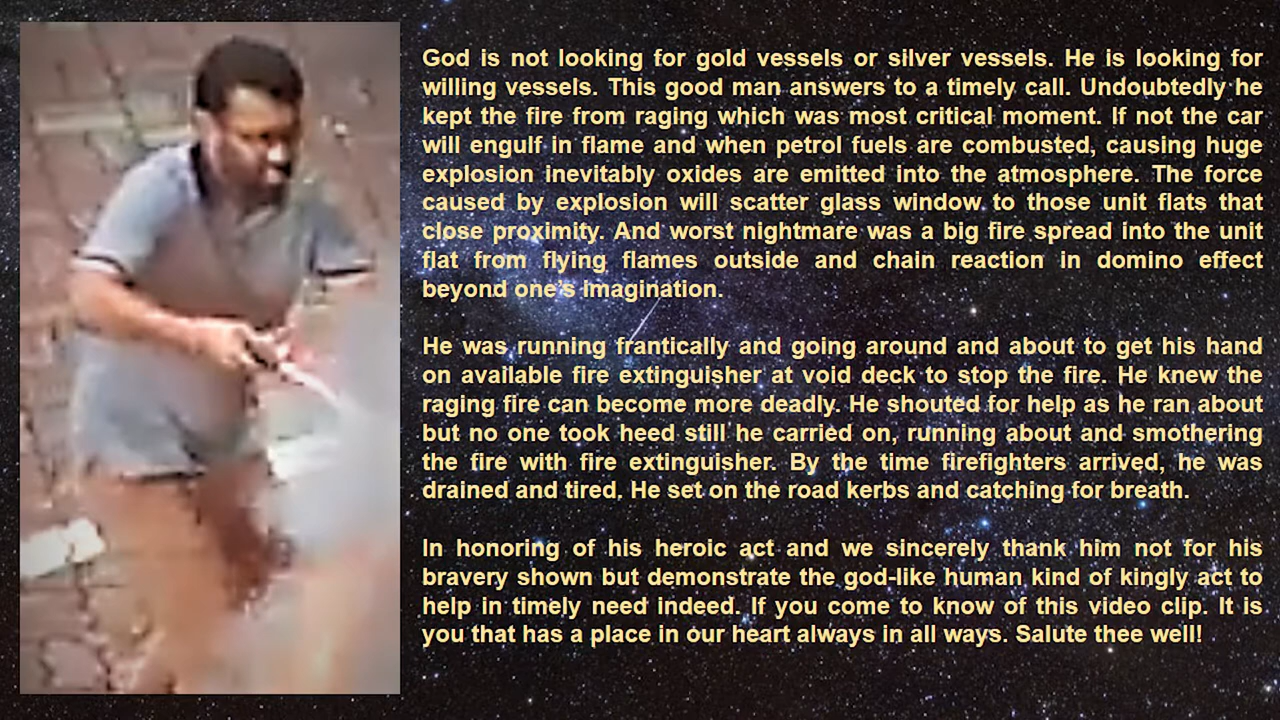 God is not looking for gold vessels or silver vessels. He is looking for
willing vessels. This good man answers to a timely call. Undoubtedly he
kept the fire from raging which was most critical moment. If not the car
will engulf in flame and when petrol fuels are combusted, causing huge
explosion inevitably oxides are emitted into the atmosphere. The force
caused by explosion will scatter glass window to those unit flats that
close proximity. And worst nightmare was a big fire spread into the unit
flat from flying flames outside and chain reaction in domino effect
beyond one's imagination.
He was running frantically and going around and about to get his hand
on available fire extinguisher at void deck to stop the fire. He knew the
raging fire can become more deadly. He shouted for help as he ran about
but no one took heed still he carried on, running about and smothering
the fire with fire extinguisher. By the time firefighters arrived, he was
drained and tired. He set on the road kerbs and catching for breath.
In honoring of his heroic act and we sincerely thank him not for his
bravery shown but demonstrate the god-like human kind of kingly act to
help in timely need indeed. If you come to know of this video clip. It is
you that has a place in our heart always in all ways. Salute thee well!